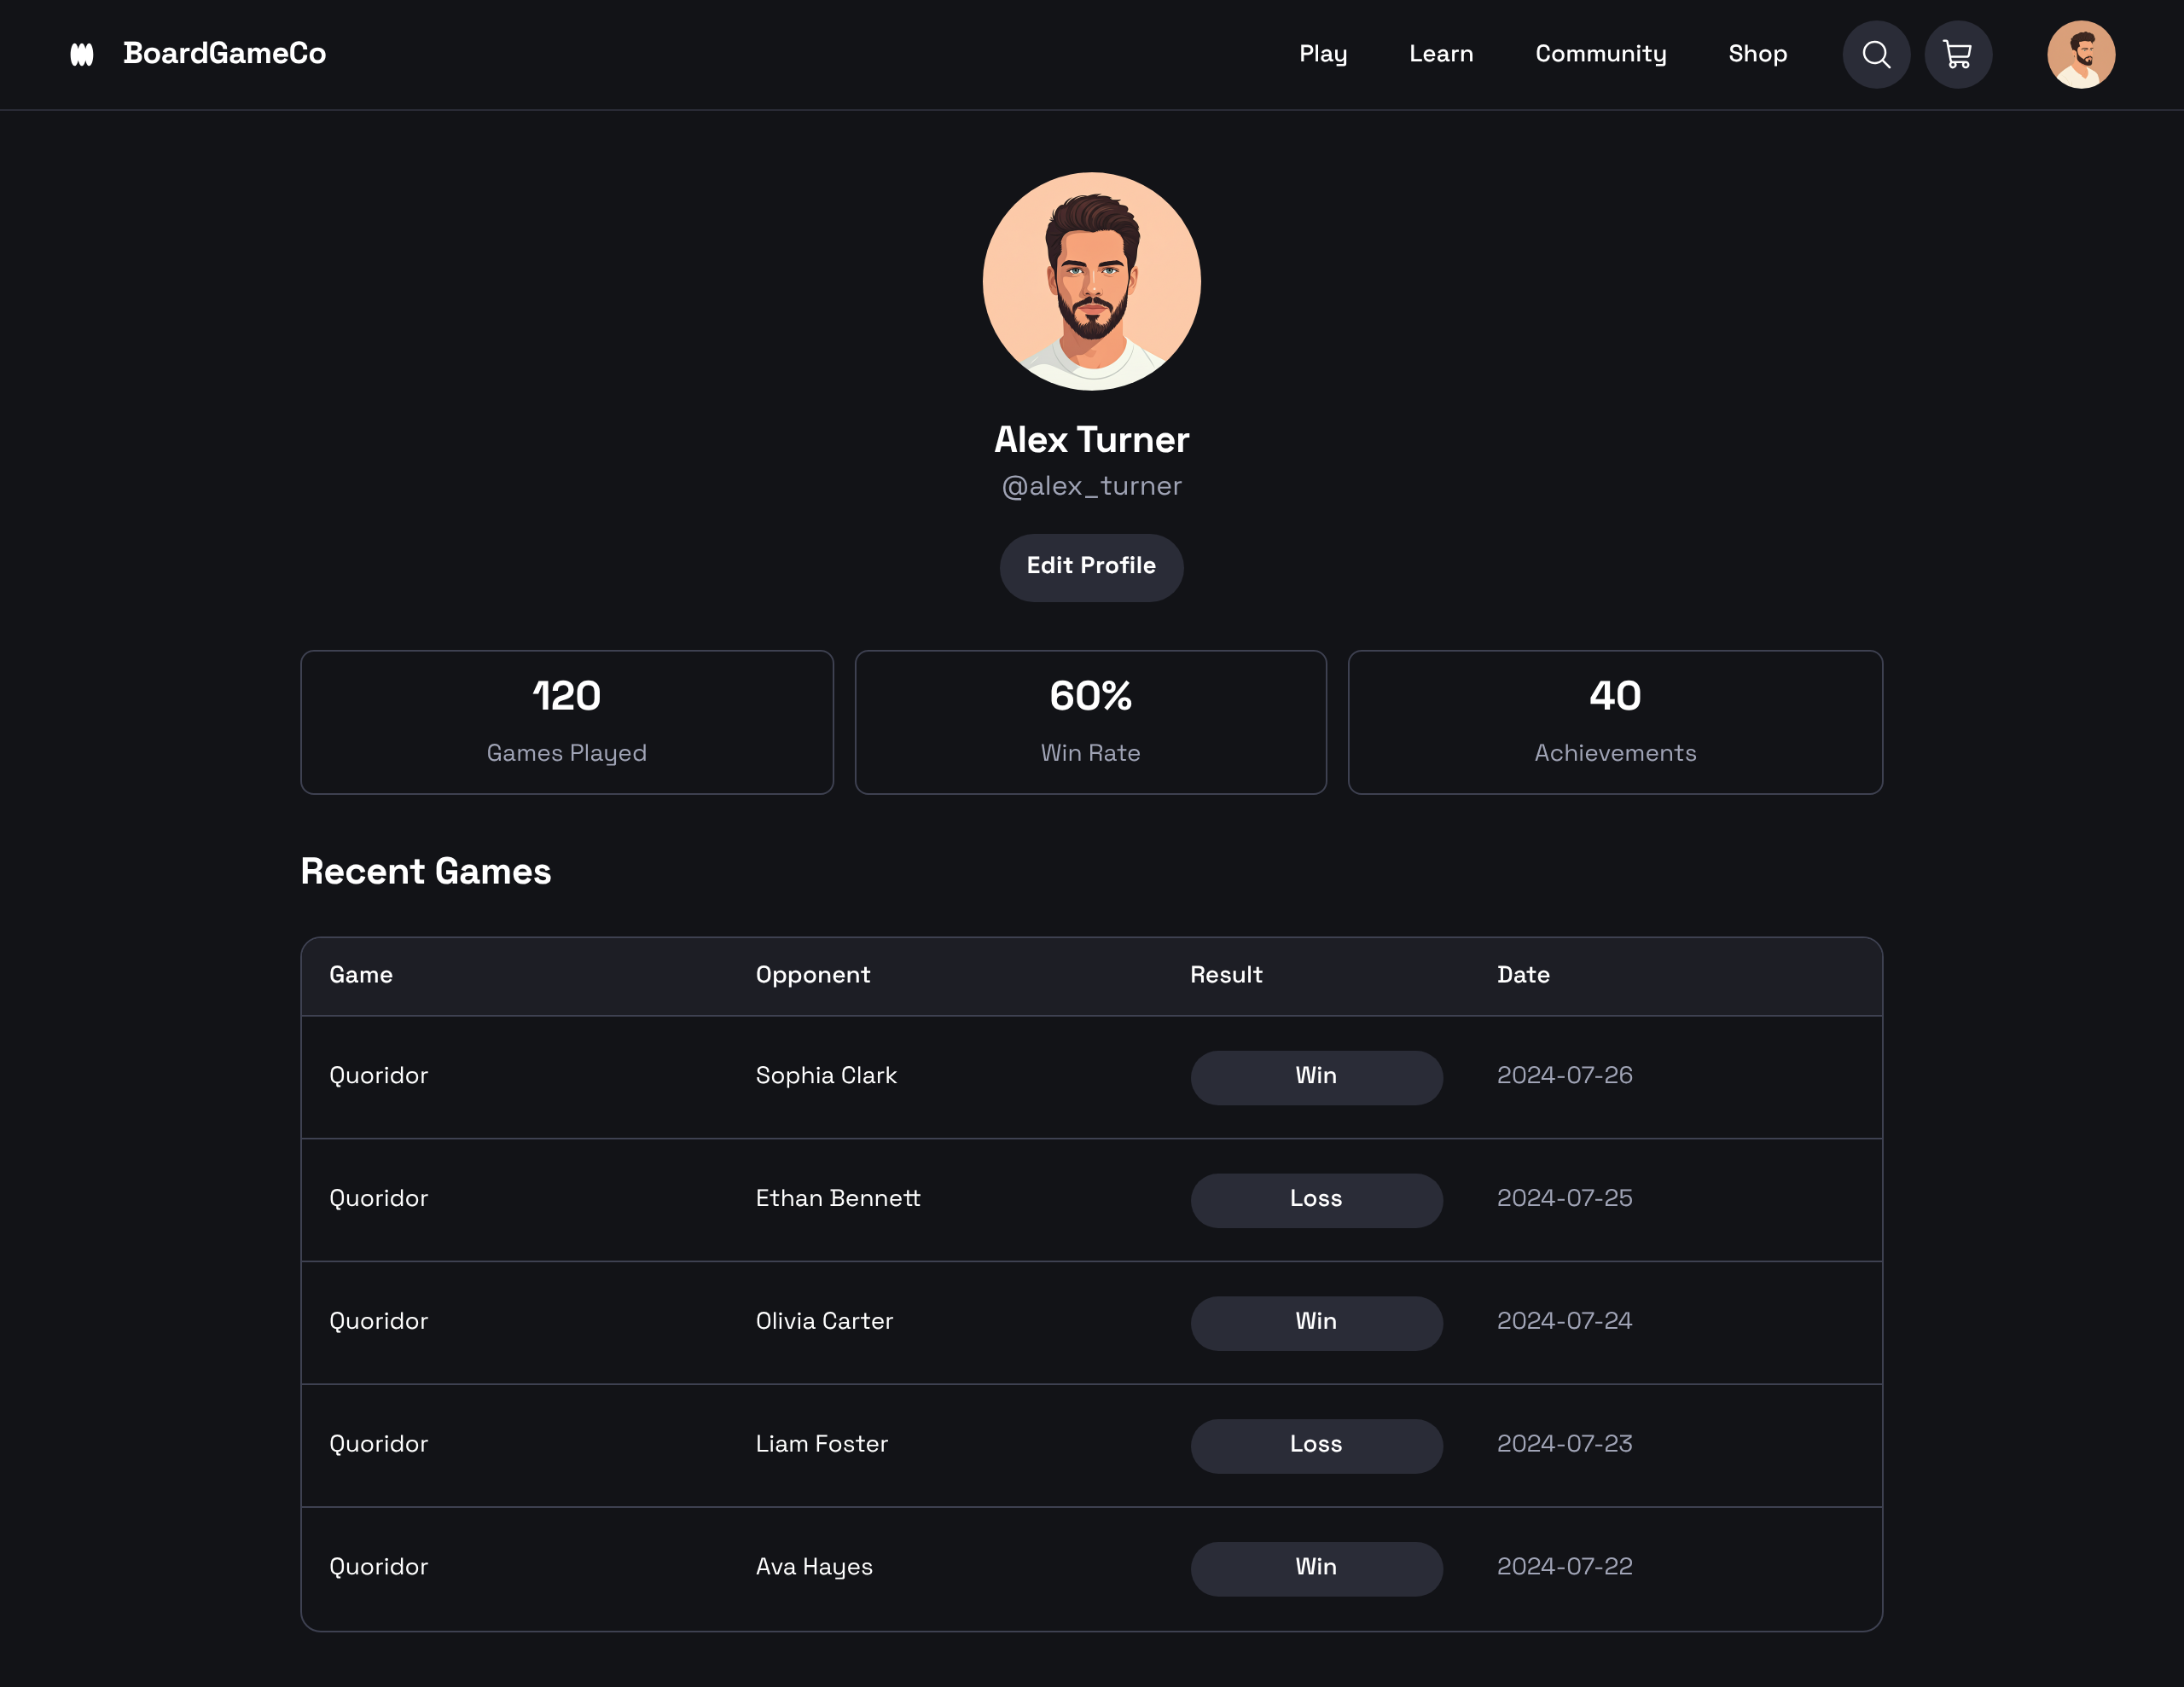 BoardGameCo
Play Learn Community Shop
Alex Turner
@alex_turner
Edit Profile
120 60% 40
Games Played Win Rate Achievements
Recent Games
Game Opponent Result Date
Quoridor Sophia Clark Win 2024-07-26
Quoridor Ethan Bennett Loss 2024-07-25
Quoridor Olivia Carter Win 2024-07-24
Quoridor Liam Foster Loss 2024-07-23
Quoridor Ava Hayes Win 2024-07-22